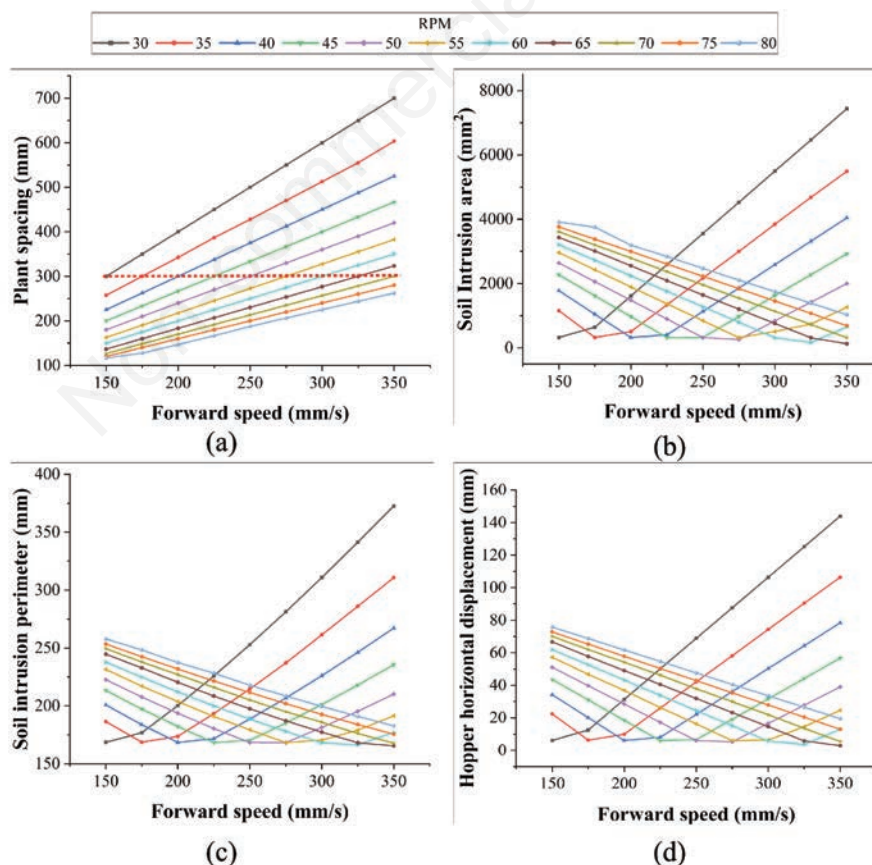 RPM
30 35 40 45 50 55 60 65 70 75 80
Non-commercia
Plant spacing (mm)
700
600
500
400
300
200
100
150 200 250 300 350
Forward speed (mm/s)
(a)
Soil Intrusion area (mm²)
8000
6000
4000
2000
0
150 200 250 300 350
Forward speed (mm/s)
(b)
Soil intrusion perimeter (mm)
400
350
300
250
200
150
150 200 250 300 350
Forward speed (mm/s)
(c)
Hopper horizontal displacement (mm)
160
140
120
100
80
60
40
20
0
150 200 250 300 350
Forward speed (mm/s)
(d)